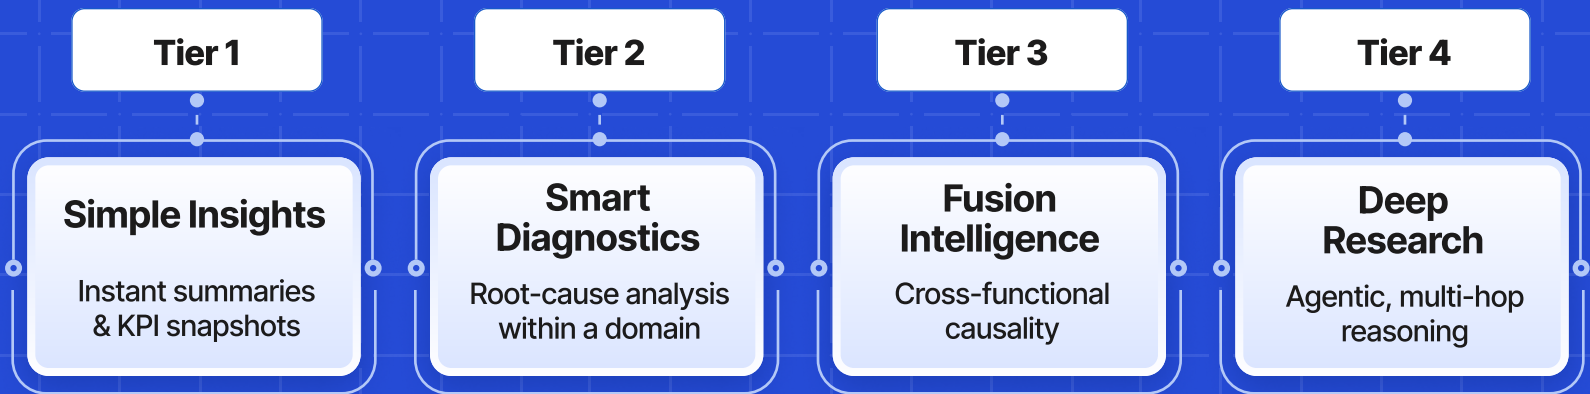 Tier 1
Simple Insights
Instant summaries
& KPI snapshots
Tier 2
Smart
Diagnostics
Root-cause analysis
within a domain
Tier 3
Fusion
Intelligence
Cross-functional
causality
Tier 4
Deep
Research
Agentic, multi-hop
reasoning